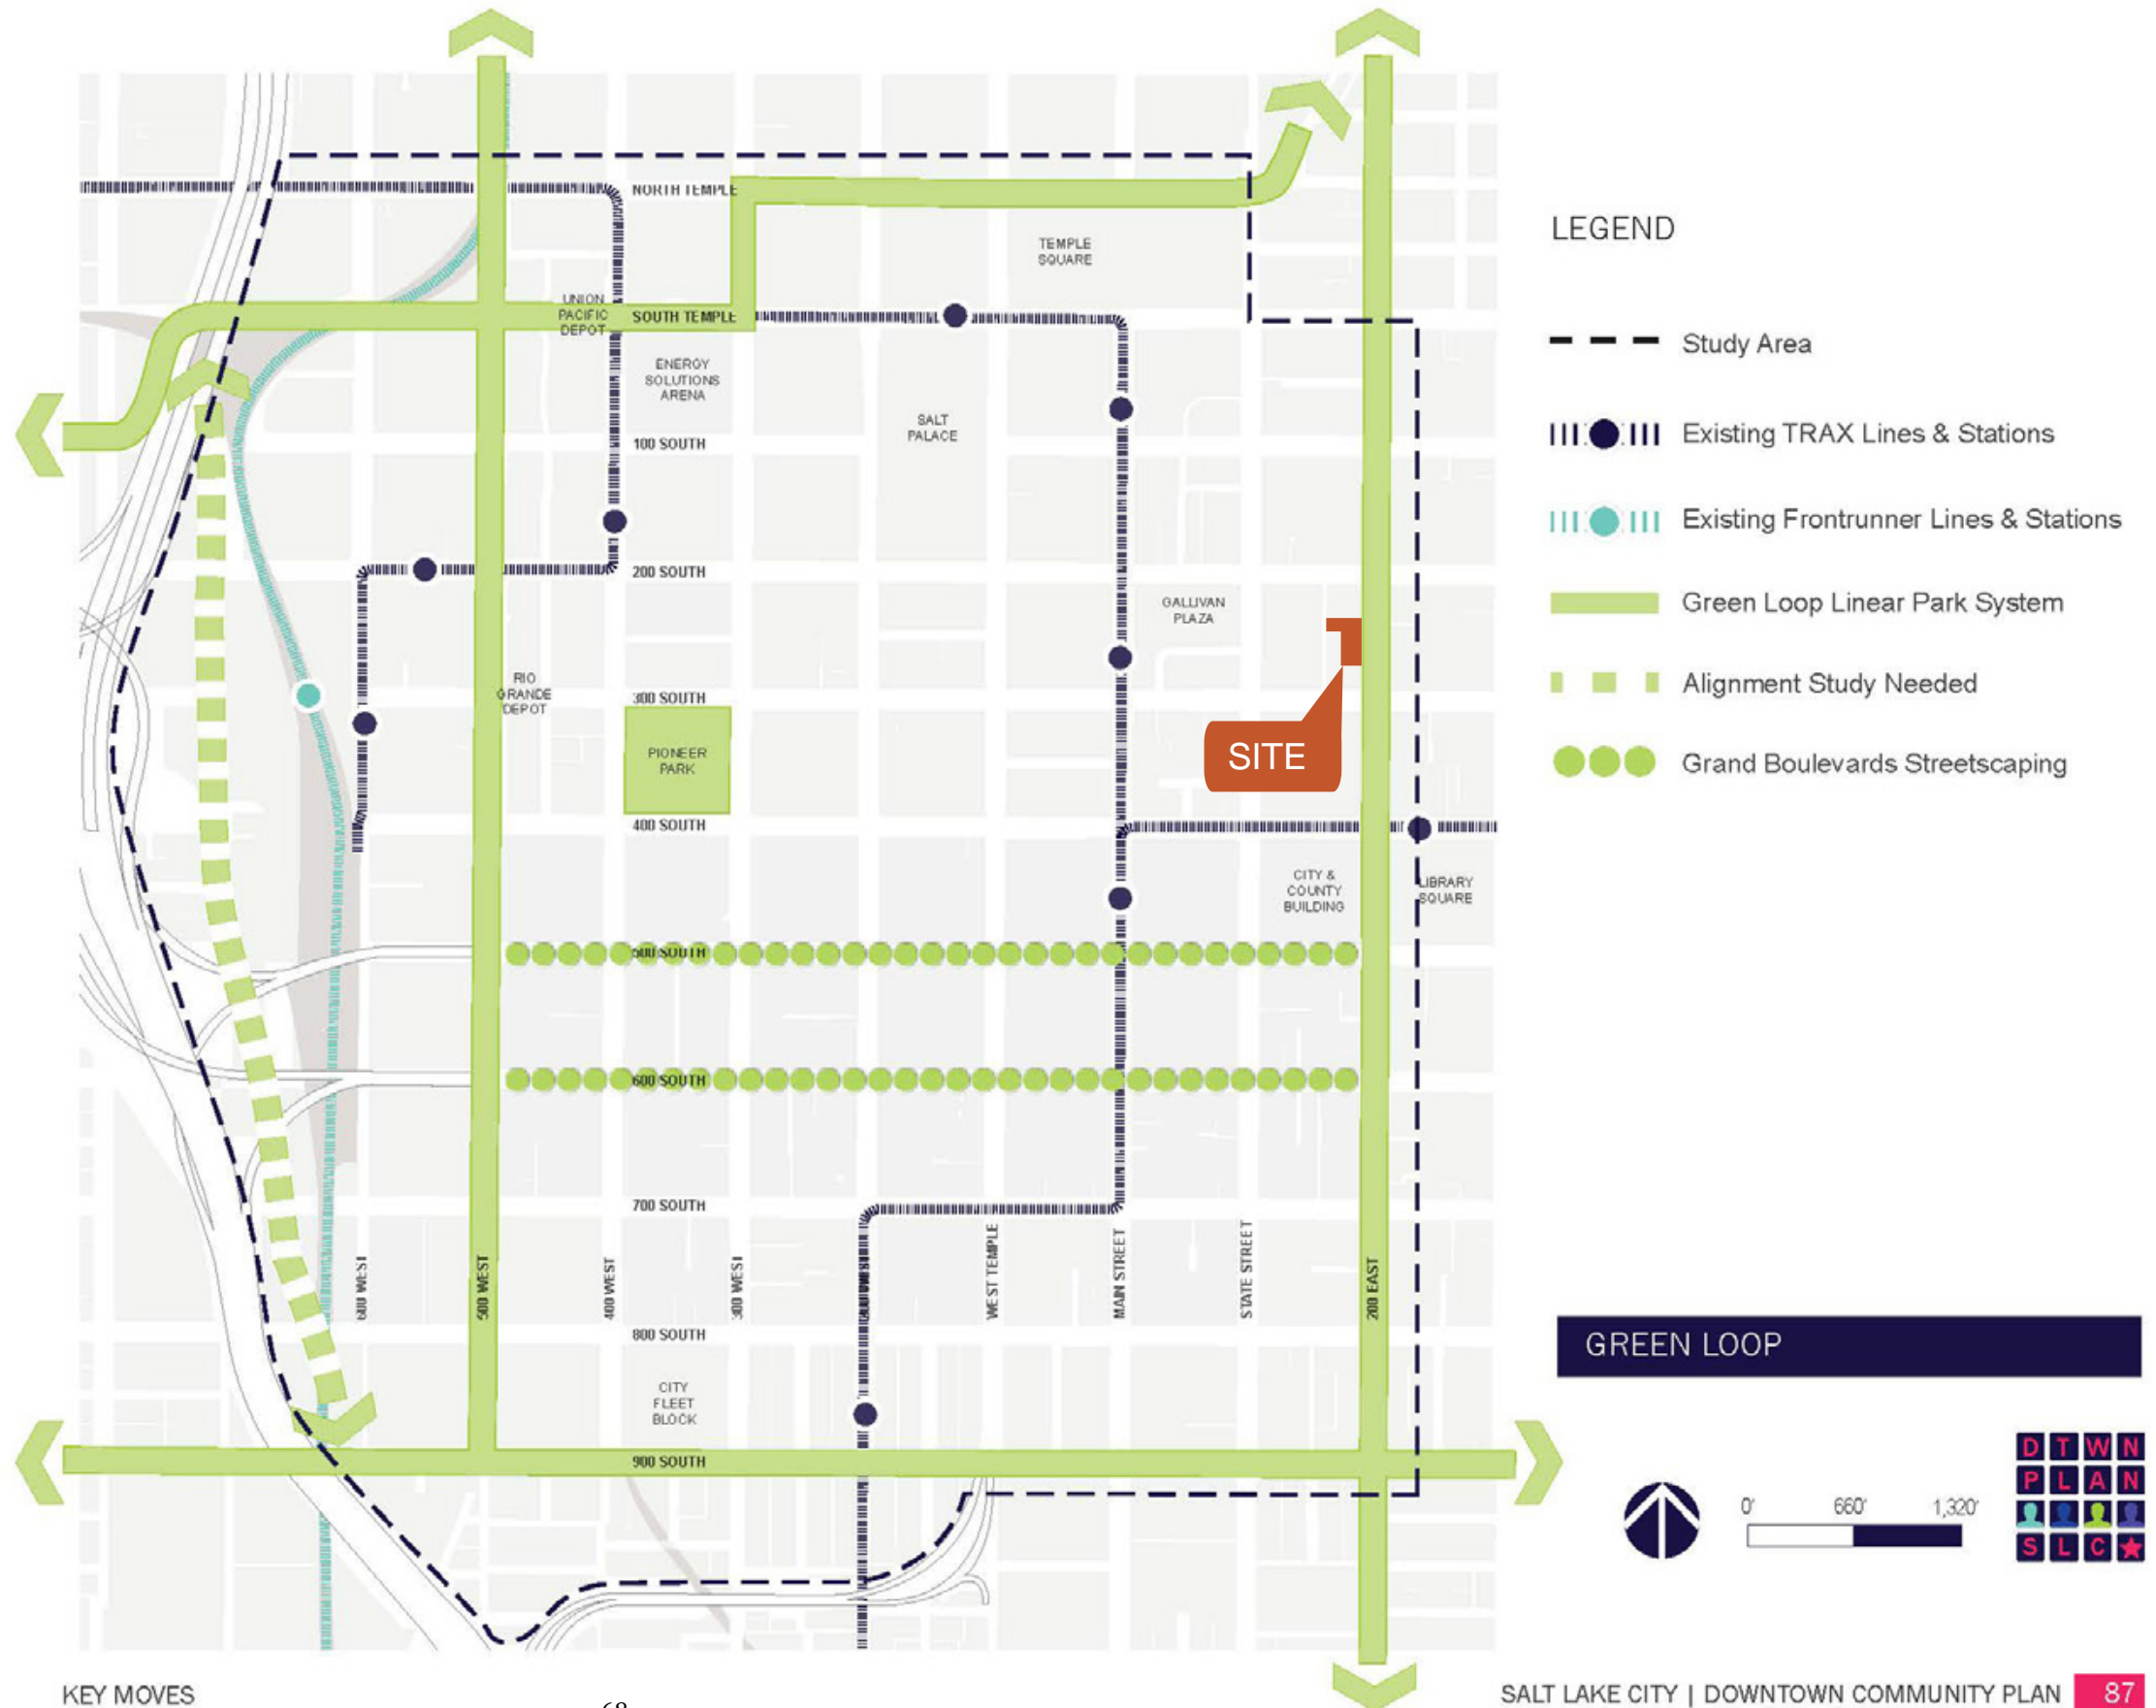 NORTH TEMPLE
TEMPLE
SQUARE
UNION
PACIFIC
DEPOT
SOUTH TEMPLE
ENERGY
SOLUTIONS
ARENA
SALT
PALACE
100 SOUTH
200 SOUTH
GALLIVAN
PLAZA
RIO
GRANDE
DEPOT
300 SOUTH
PIONEER
PARK
SITE
400 SOUTH
CITY &
COUNTY
BUILDING
LIBRARY
SQUARE
500 SOUTH
600 SOUTH
700 SOUTH
600 WEST
500 WEST
400 WEST
300 WEST
WEST TEMPLE
MAIN STREET
STATE STREET
200 EAST
800 SOUTH
CITY
FLEET
BLOCK
900 SOUTH
LEGEND
Study Area
Existing TRAX Lines & Stations
Existing Frontrunner Lines & Stations
Green Loop Linear Park System
Alignment Study Needed
Grand Boulevards Streetscaping
GREEN LOOP
0' 660' 1,320'
DTWN
PLAN
SLC
KEY MOVES
68
SALT LAKE CITY | DOWNTOWN COMMUNITY PLAN 87